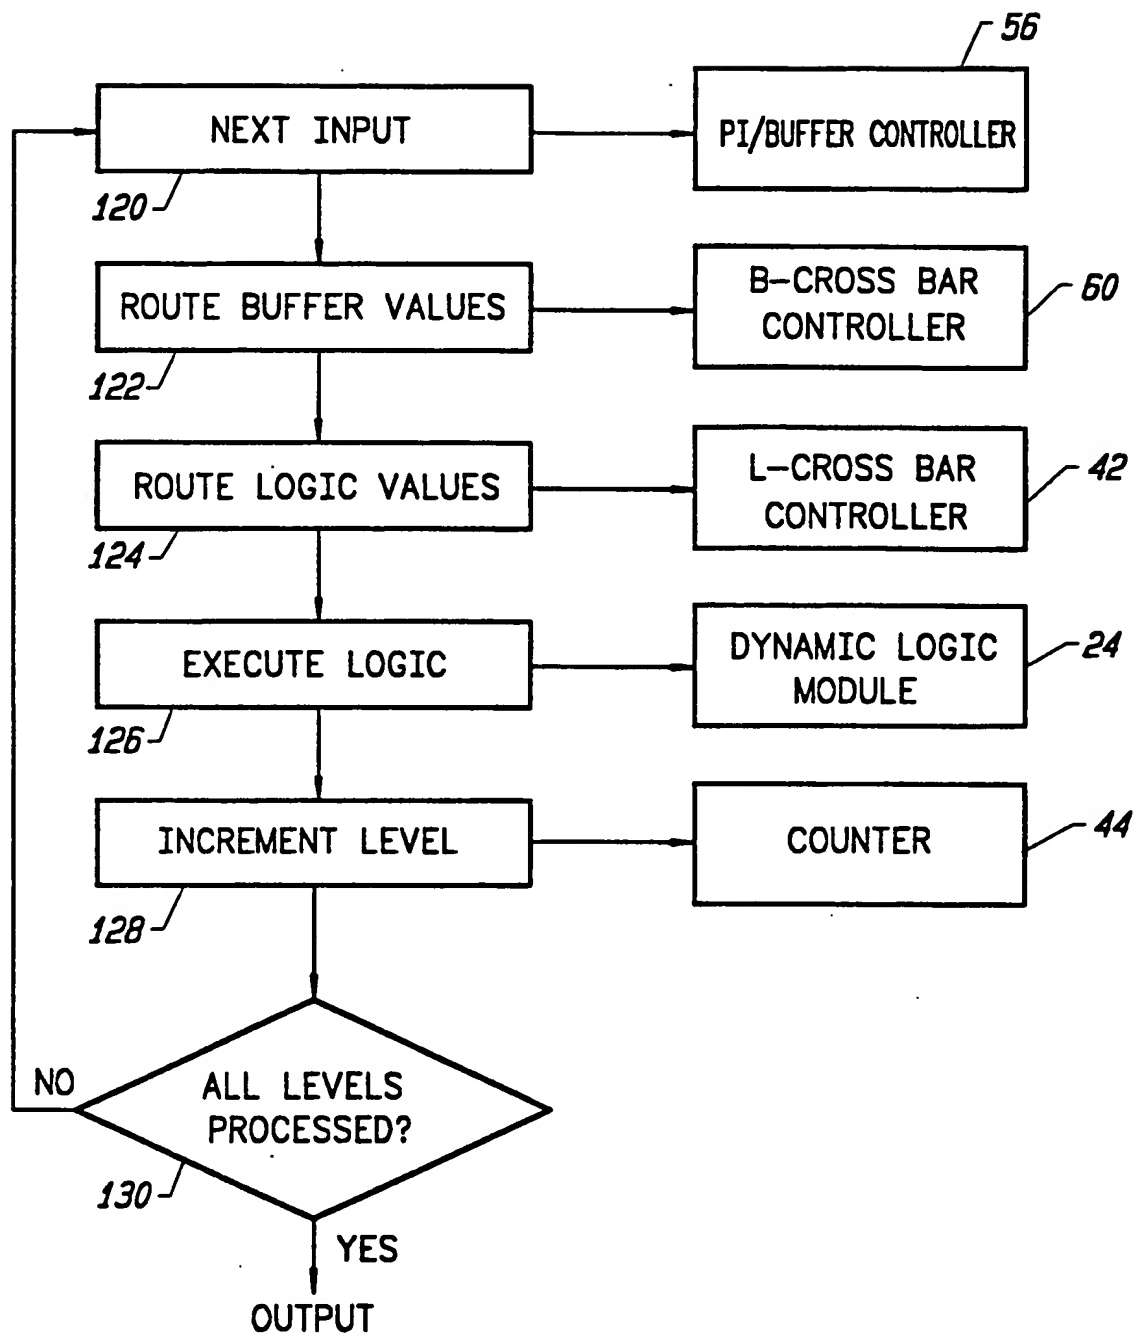 56
NEXT INPUT
PI/BUFFER CONTROLLER
120
ROUTE BUFFER VALUES
B-CROSS BAR
CONTROLLER
60
122
ROUTE LOGIC VALUES
L-CROSS BAR
CONTROLLER
42
124
EXECUTE LOGIC
DYNAMIC LOGIC
MODULE
24
126
INCREMENT LEVEL
COUNTER
44
128
NO
ALL LEVELS
PROCESSED?
130
YES
OUTPUT